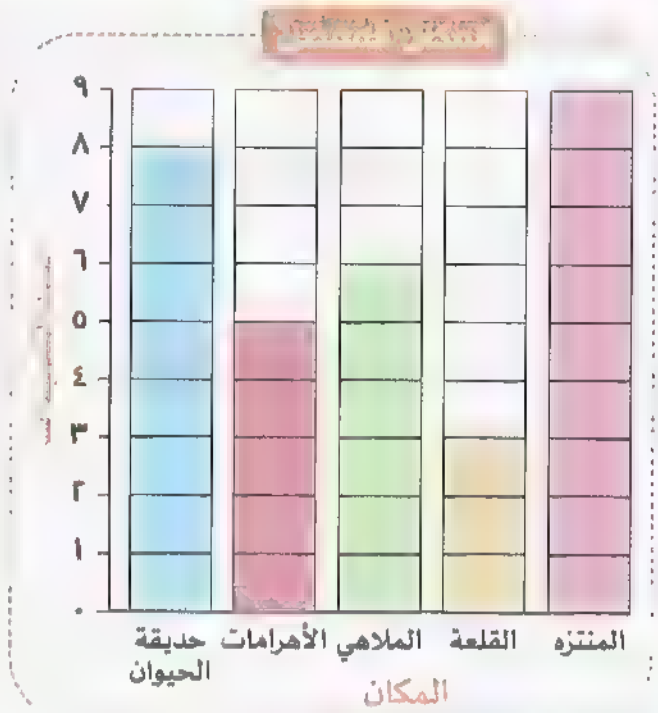 ٩
٨
٧
٦
٥
٤
٣
٢
١
٠
حديقة الحيوان
الأهرامات
الملاهي
القلعة
المنتزه
المكان